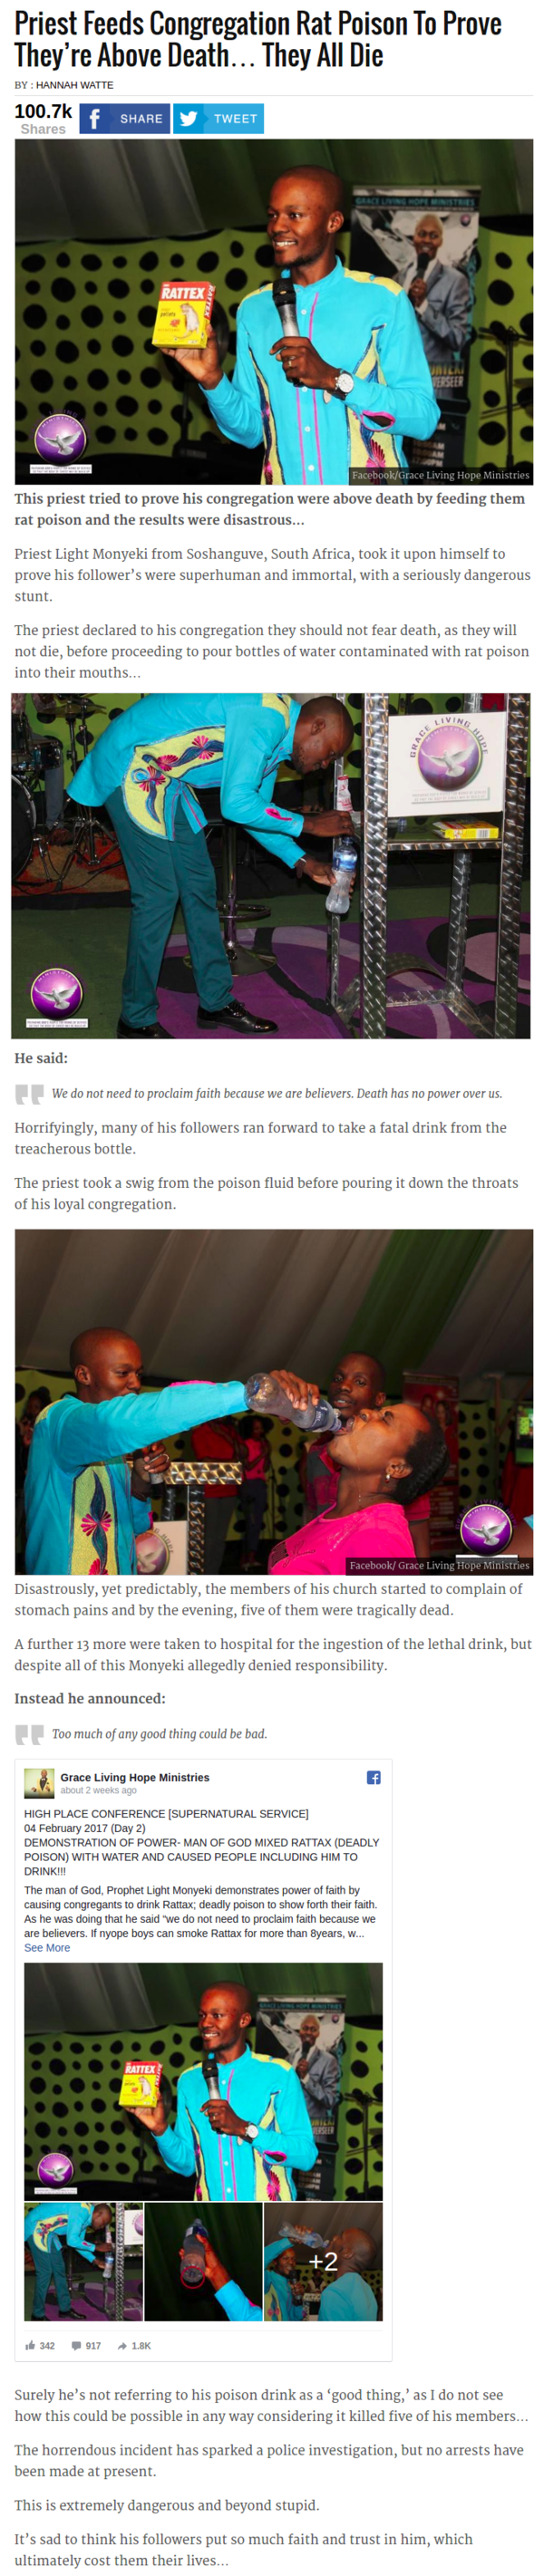 Priest Feeds Congregation Rat Poison To Prove
They're Above Death... They All Die
BY : HANNAH WATTE
100.7k
Shares
SHARE
TWEET
GRACE LIVING HOPE MINISTRIES
RATTEX
RATTEX
Facebook/Grace Living Hope Ministries
This priest tried to prove his congregation were above death by feeding them
rat poison and the results were disastrous...
Priest Light Monyeki from Soshanguve, South Africa, took it upon himself to
prove his follower's were superhuman and immortal, with a seriously dangerous
stunt.
The priest declared to his congregation they should not fear death, as they will
not die, before proceeding to pour bottles of water contaminated with rat poison
into their mouths...
GRACE LIVING HOPE
He said:
We do not need to proclaim faith because we are believers. Death has no power over us.
Horrifyingly, many of his followers ran forward to take a fatal drink from the
treacherous bottle.
The priest took a swig from the poison fluid before pouring it down the throats
of his loyal congregation.
Facebook/ Grace Living Hope Ministries
Disastrously, yet predictably, the members of his church started to complain of
stomach pains and by the evening, five of them were tragically dead.
A further 13 more were taken to hospital for the ingestion of the lethal drink, but
despite all of this Monyeki allegedly denied responsibility.
Instead he announced:
Too much of any good thing could be bad.
Grace Living Hope Ministries
about 2 weeks ago
HIGH PLACE CONFERENCE [SUPERNATURAL SERVICE]
04 February 2017 (Day 2)
DEMONSTRATION OF POWER- MAN OF GOD MIXED RATTAX (DEADLY
POISON) WITH WATER AND CAUSED PEOPLE INCLUDING HIM TO
DRINK!!!
The man of God, Prophet Light Monyeki demonstrates power of faith by
causing congregants to drink Rattax; deadly poison to show forth their faith.
As he was doing that he said "we do not need to proclaim faith because we
are believers. If nyope boys can smoke Rattax for more than 8years, w...
See More
RATTEX
+2
342 917 1.8K
Surely he's not referring to his poison drink as a 'good thing,' as I do not see
how this could be possible in any way considering it killed five of his members...
The horrendous incident has sparked a police investigation, but no arrests have
been made at present.
This is extremely dangerous and beyond stupid.
It's sad to think his followers put so much faith and trust in him, which
ultimately cost them their lives...